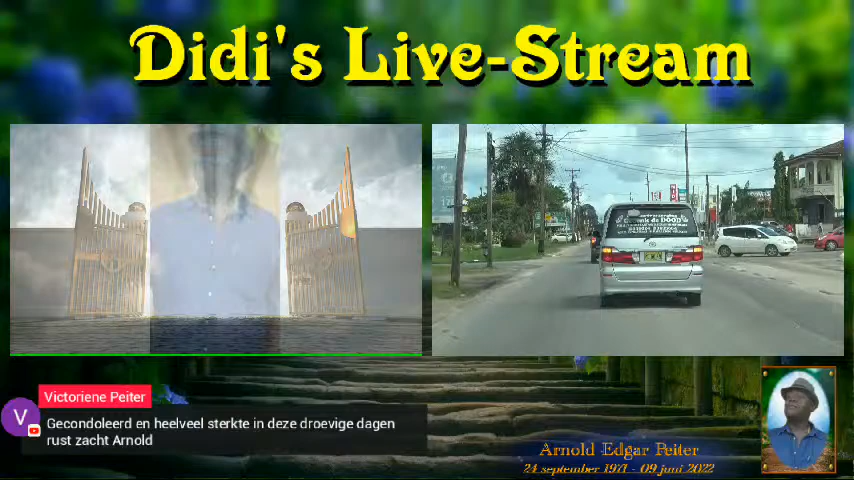 Didi's Live-Stream
Victoriene Peiter
V
Gecondoleerd en heelveel sterkte in deze droevige dagen
rust zacht Arnold
Arnold Edgar Peiter
24 september 1971 - 09 juni 2022